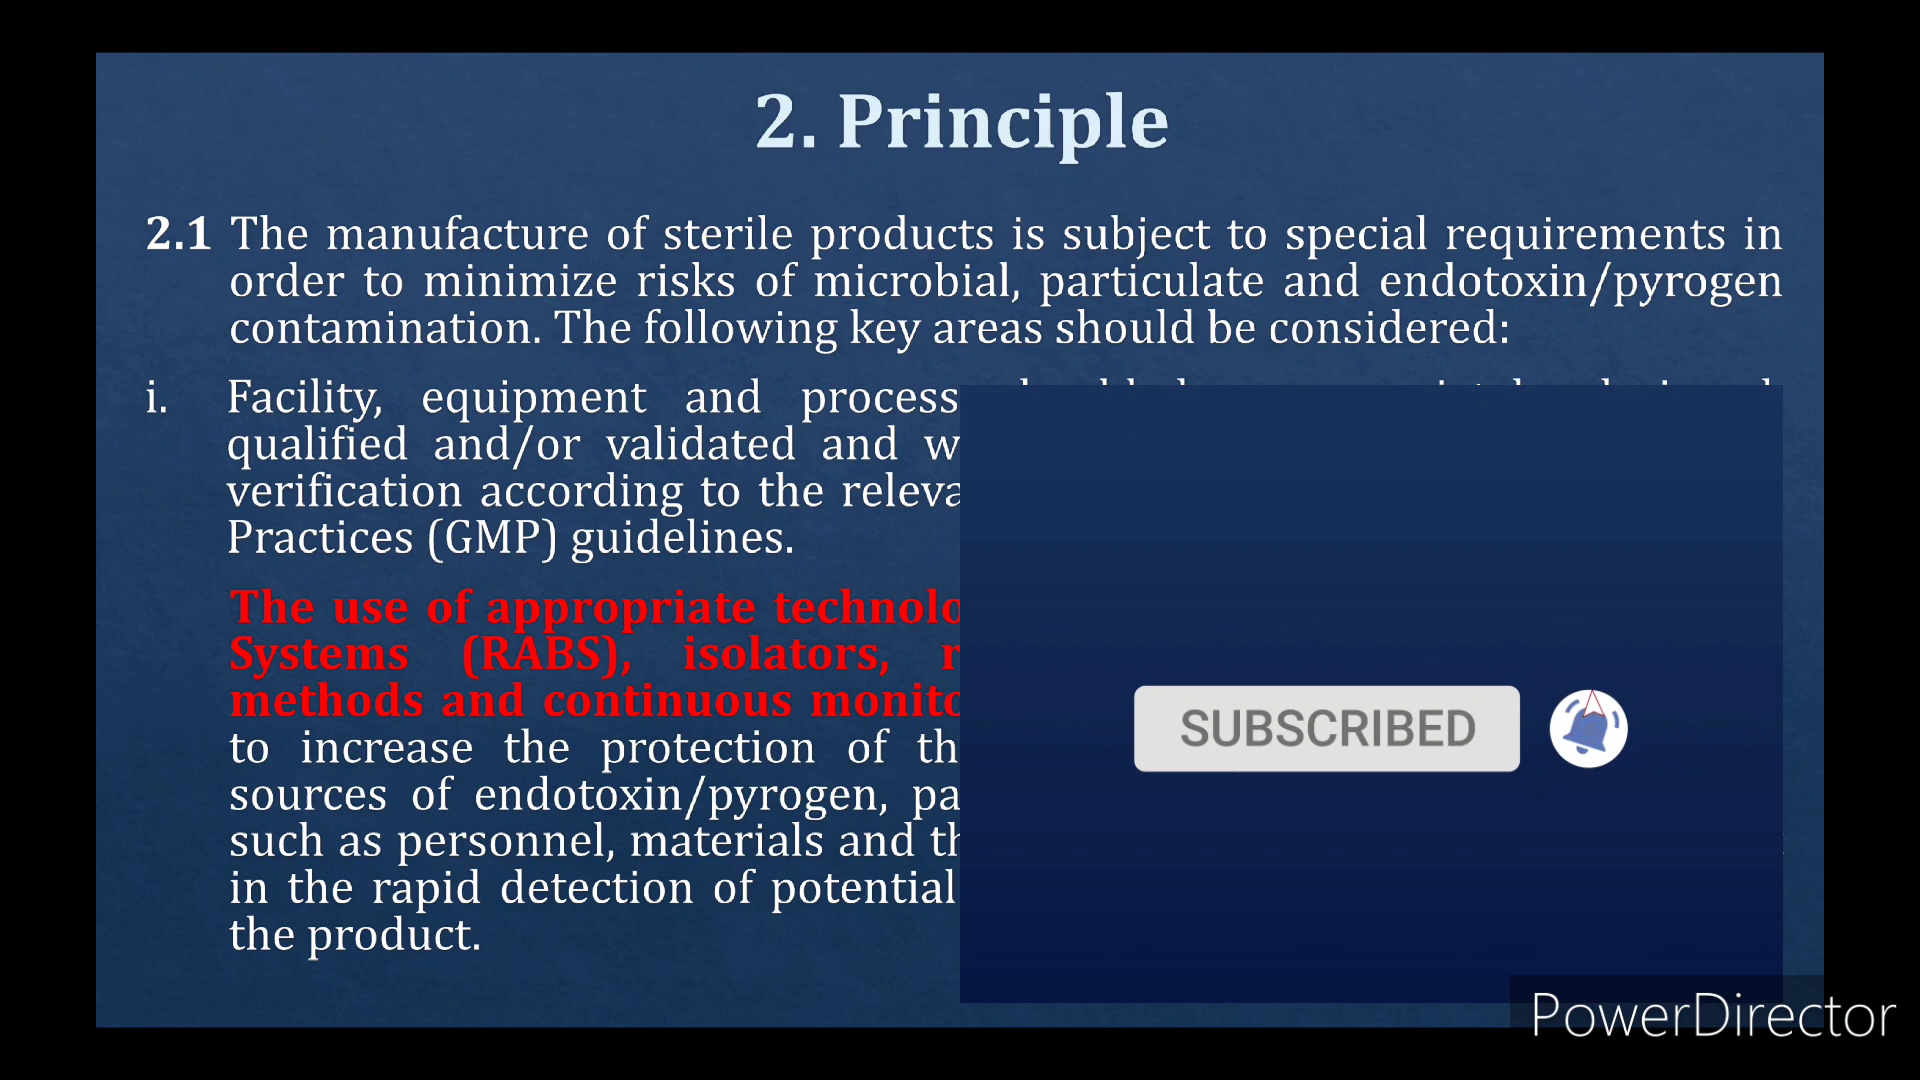 2. Principle
2.1 The manufacture of sterile products is subject to special requirements in
order to minimize risks of microbial, particulate and endotoxin/pyrogen
contamination. The following key areas should be considered:
i. Facility, equipment and process
qualified and/or validated and
verification according to the
Practices (GMP) guidelines.
The use of appropriate
Systems (RABS), isolators,
methods and continuous
to increase the protection of
sources of endotoxin/pyrogen,
such as personnel, materials and
in the rapid detection of potential
the product.
SUBSCRIBED
PowerDirector